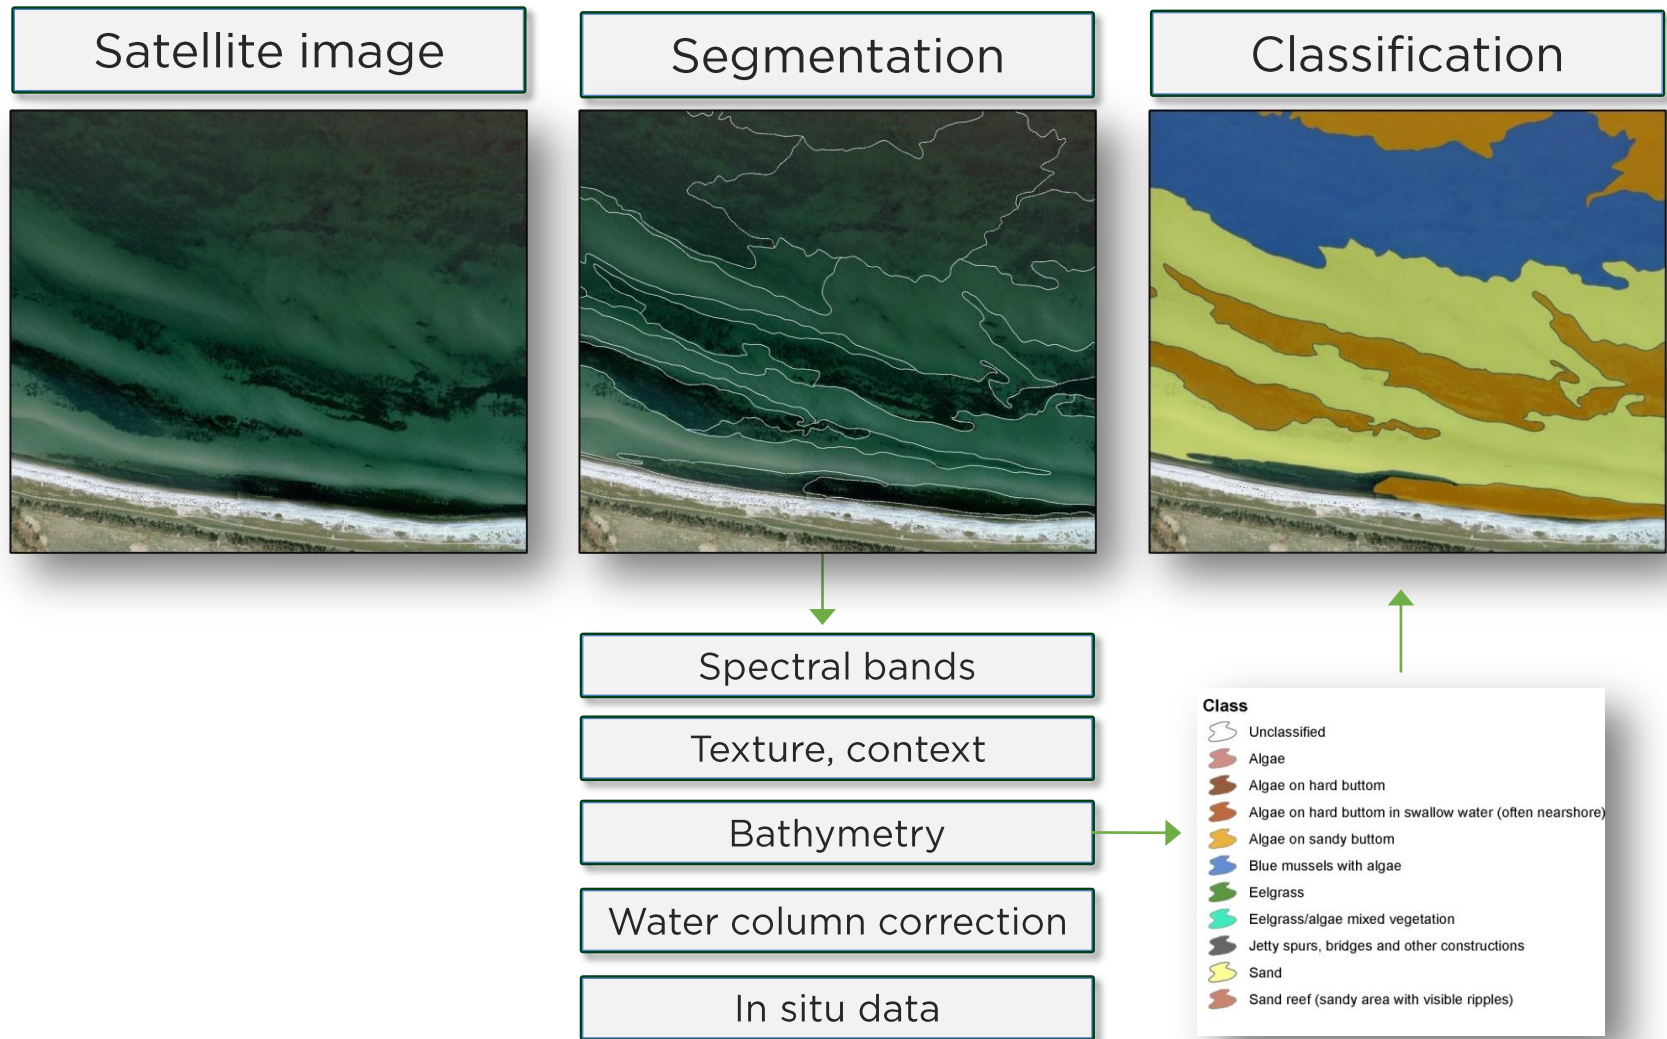 Satellite image
Segmentation
Classification
Spectral bands
Texture, context
Bathymetry
Water column correction
In situ data
Class
Unclassified
Algae
Algae on hard buttom
Algae on hard buttom in swallow water (often nearshore)
Algae on sandy buttom
Blue mussels with algae
Eelgrass
Eelgrass/algae mixed vegetation
Jetty spurs, bridges and other constructions
Sand
Sand reef (sandy area with visible ripples)